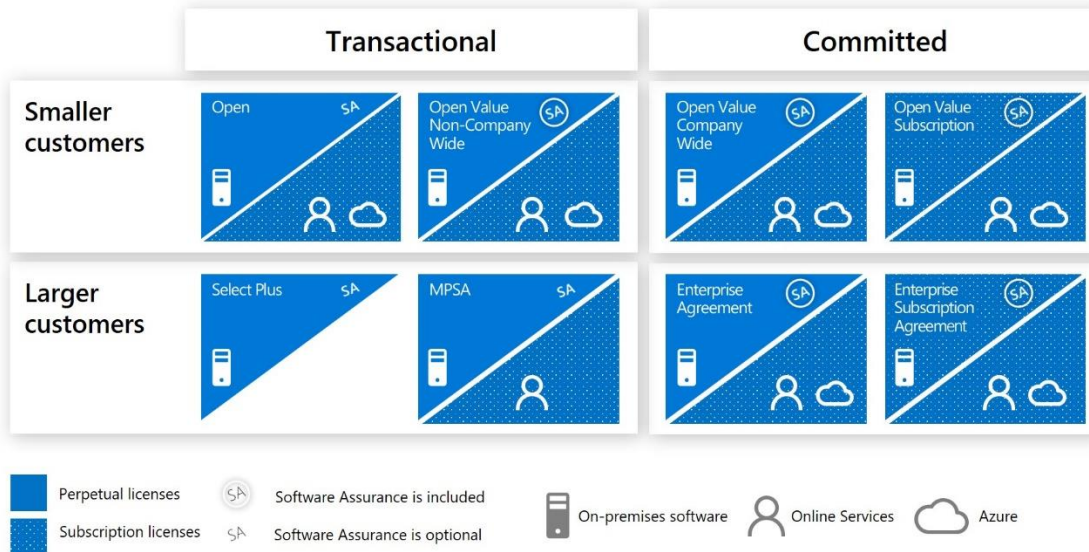 Transactional
Committed
Smaller
customers
Open
SA
Open Value
Non-Company
Wide
SA
Open Value
Company
Wide
SA
Open Value
Subscription
SA
Larger
customers
Select Plus
SA
MPSA
SA
Enterprise
Agreement
SA
Enterprise
Subscription
Agreement
SA
Perpetual licenses
SA
Software Assurance is included
Subscription licenses
SA
Software Assurance is optional
On-premises software
Online Services
Azure